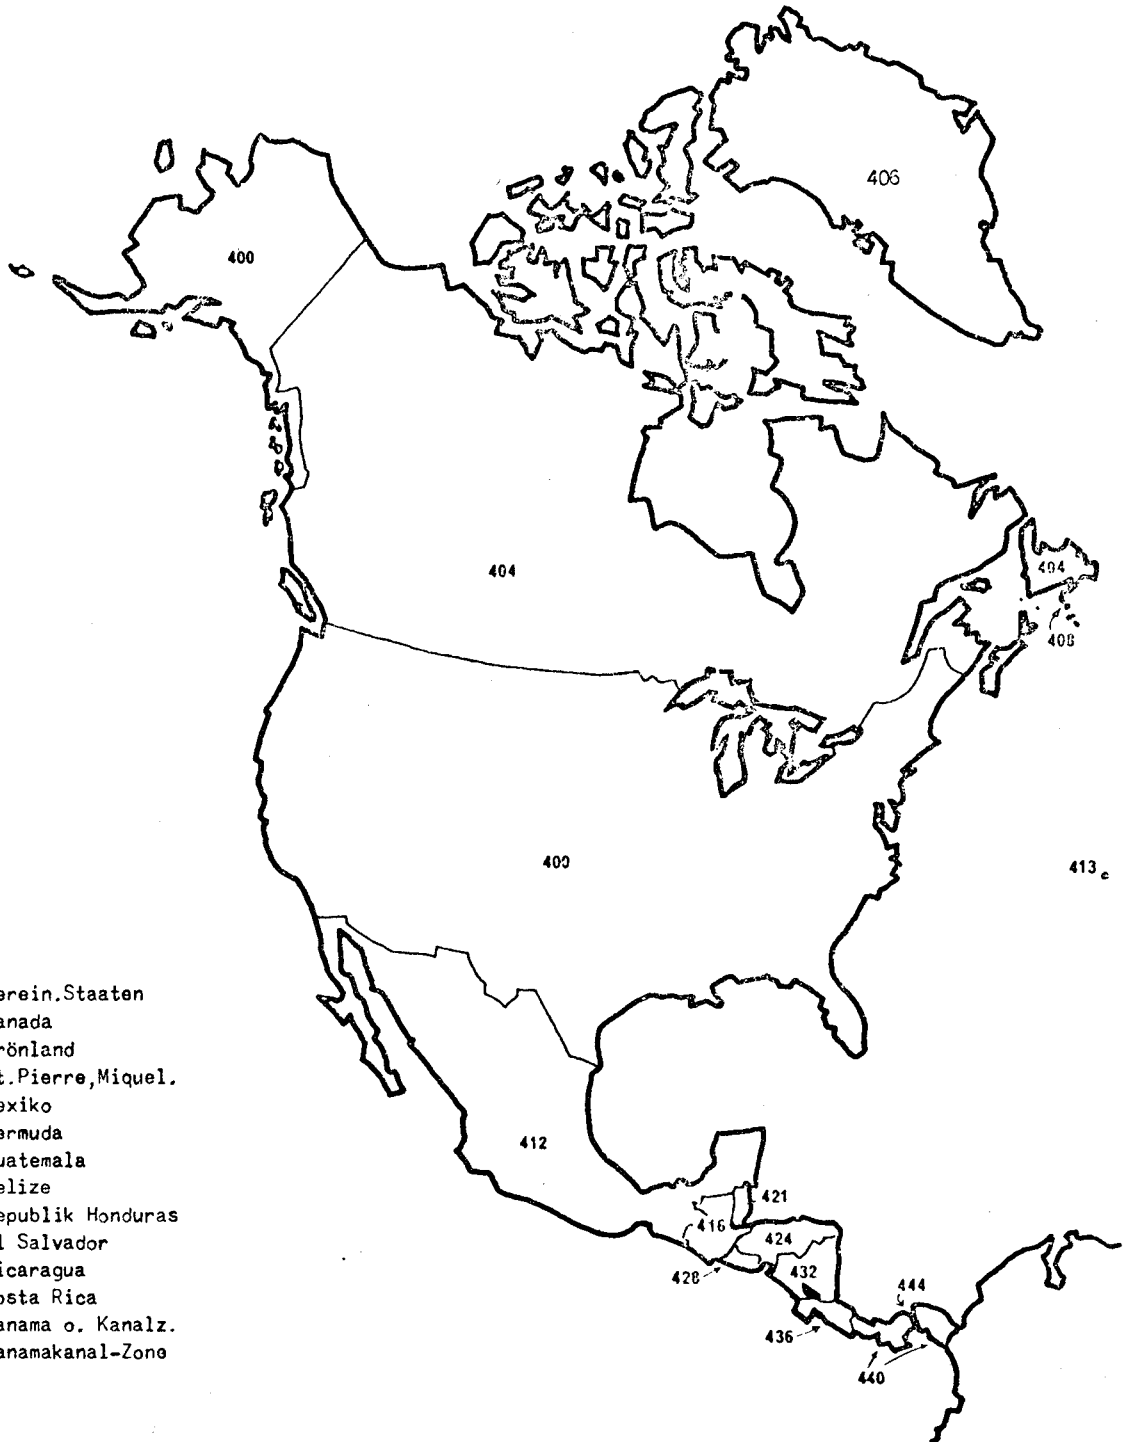 406
400
404
404
408
400
413
412
421
416
424
428
432
444
436
440
erein.Staaten
anada
rönland
t.Pierre,Miquel.
exiko
ermuda
uatemala
elize
epublik Honduras
l Salvador
icaragua
osta Rica
anama o. Kanalz.
anamakanal-Zone